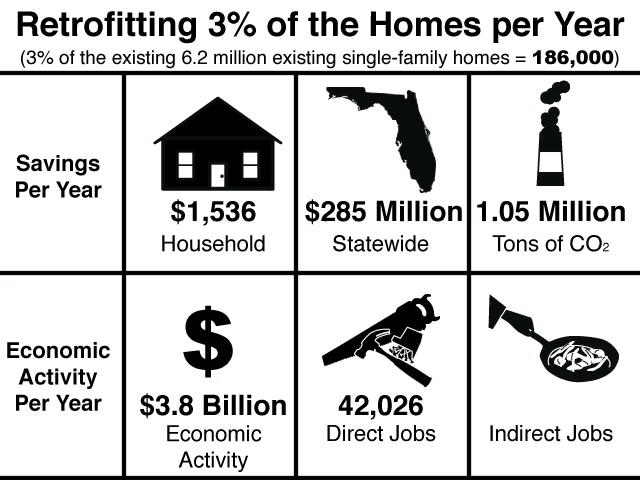 Retrofitting 3% of the Homes per Year
(3% of the existing 6.2 million existing single-family homes = 186,000)
Savings
Per Year
$1,536
Household
$285 Million
Statewide
1.05 Million
Tons of CO₂
Economic
Activity
Per Year
$
$3.8 Billion
Economic
Activity
42,026
Direct Jobs
Indirect Jobs